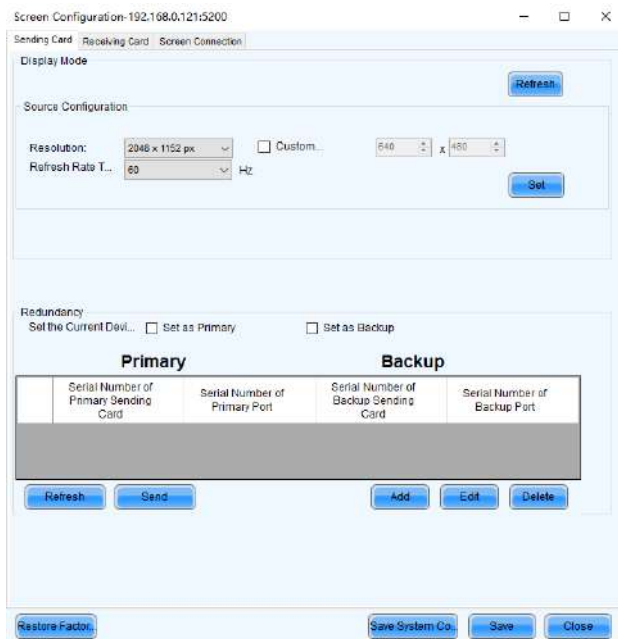 Screen Configuration-192.168.0.121:5200
Sending Card Receiving Card Screen Connection
Display Mode
Refresh
Source Configuration
Resolution: 2048 x 1152 px Custom... 640 x 480
Refresh Rate T... 60 Hz
Set
Redundancy
Set the Current Devi... Set as Primary Set as Backup
Primary Backup
Serial Number of Primary Sending Card
Serial Number of Primary Port
Serial Number of Backup Sending Card
Serial Number of Backup Port
Refresh Send Add Edit Delete
Restore Factor... Save System Co... Save Close